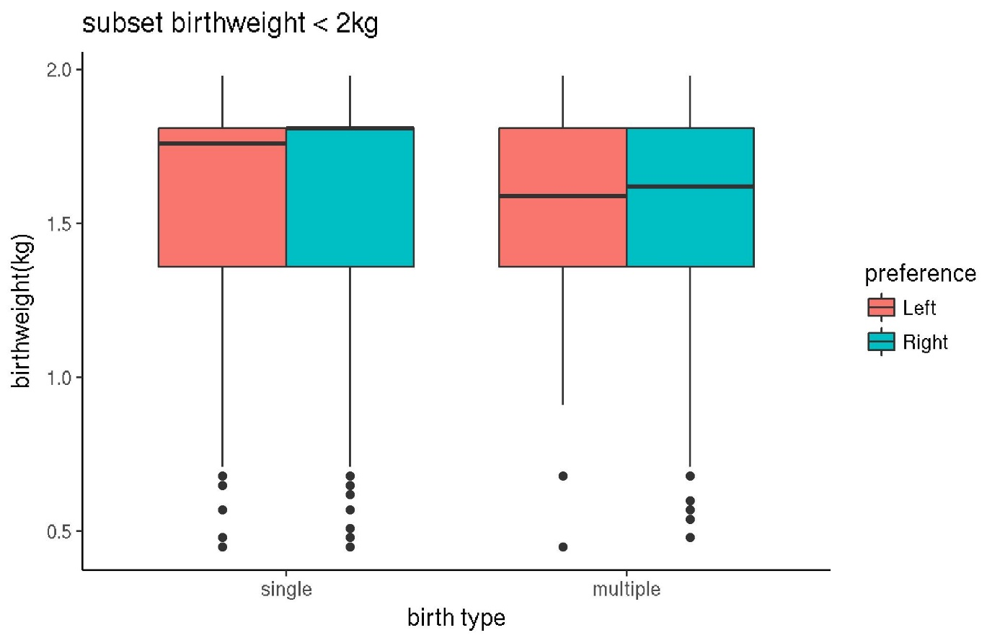 subset birthweight < 2kg
2.0
1.5
1.0
0.5
birthweight(kg)
single
multiple
birth type
preference
Left
Right